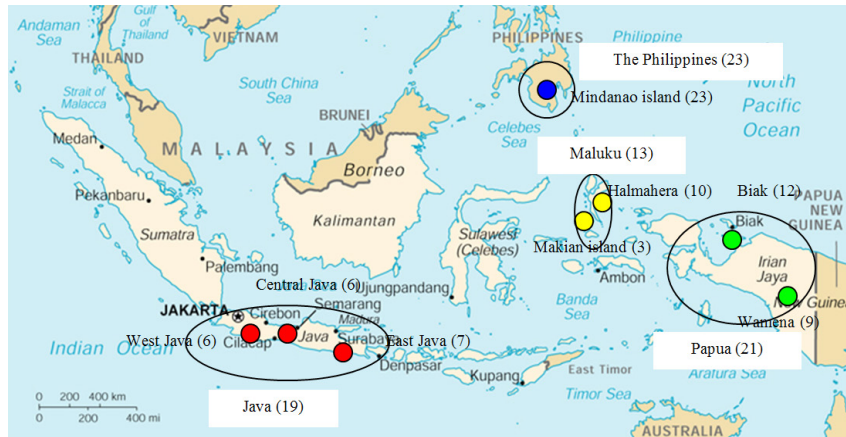 Andaman
Sea
Gulf
of
Thailand
VIETNAM
THAILAND
PHILIPPINES
Philippine
The Philippines (23)
Strait of
Malacca
South China
Sea
Mindanao island (23)
North
Pacific
Ocean
BRUNEI
Celebes
Sea
Medan
MALAYSIA
Maluku (13)
Borneo
Halmahera (10)
Biak (12)
PAPUA
NEW
GUINEA
Pekanbaru
Kalimantan
Biak
Sumatra
Sulawesi
(Celebes)
Makian island (3)
Irian
Jaya
Palembang
Ambon
Central Java (6)
Ujungpandang
Banda
Sea
New Guinea
JAKARTA
Semarang
Cirebon
Madura
Wamena (9)
West Java (6)
Java
Surabay
East Java (7)
Indian Ocean
Cilacap
Papua (21)
Denpasar
Kupang
East Timor
Arafura Sea
Timor Sea
0 200 400 km
0 200 400 mi
Java (19)
AUSTRALIA